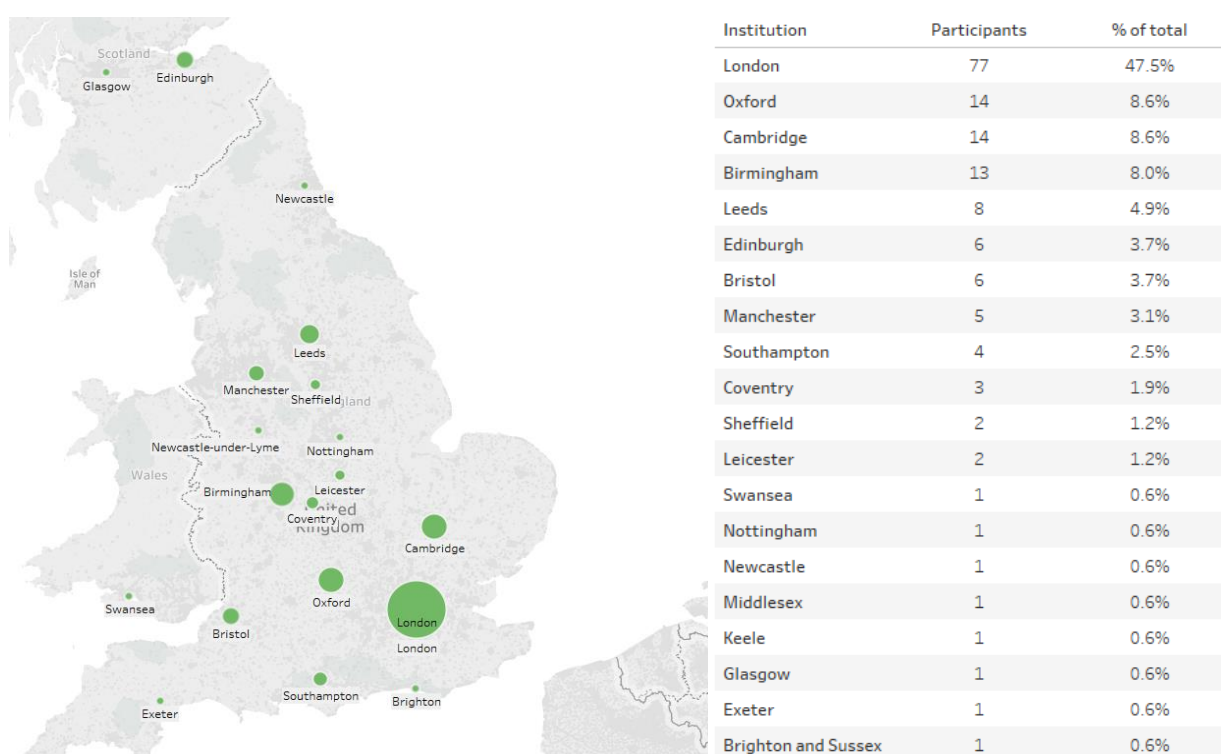 Scotland
Edinburgh
Glasgow
Newcastle
Isle of
Man
Leeds
Manchester
Sheffield
gland
Newcastle-under-Lyme
Nottingham
Wales
Birmingham
Leicester
United
Coventry
Kingdom
Cambridge
Oxford
Swansea
London
London
Bristol
Southampton
Brighton
Exeter
Institution Participants % of total
London 77 47.5%
Oxford 14 8.6%
Cambridge 14 8.6%
Birmingham 13 8.0%
Leeds 8 4.9%
Edinburgh 6 3.7%
Bristol 6 3.7%
Manchester 5 3.1%
Southampton 4 2.5%
Coventry 3 1.9%
Sheffield 2 1.2%
Leicester 2 1.2%
Swansea 1 0.6%
Nottingham 1 0.6%
Newcastle 1 0.6%
Middlesex 1 0.6%
Keele 1 0.6%
Glasgow 1 0.6%
Exeter 1 0.6%
Brighton and Sussex 1 0.6%